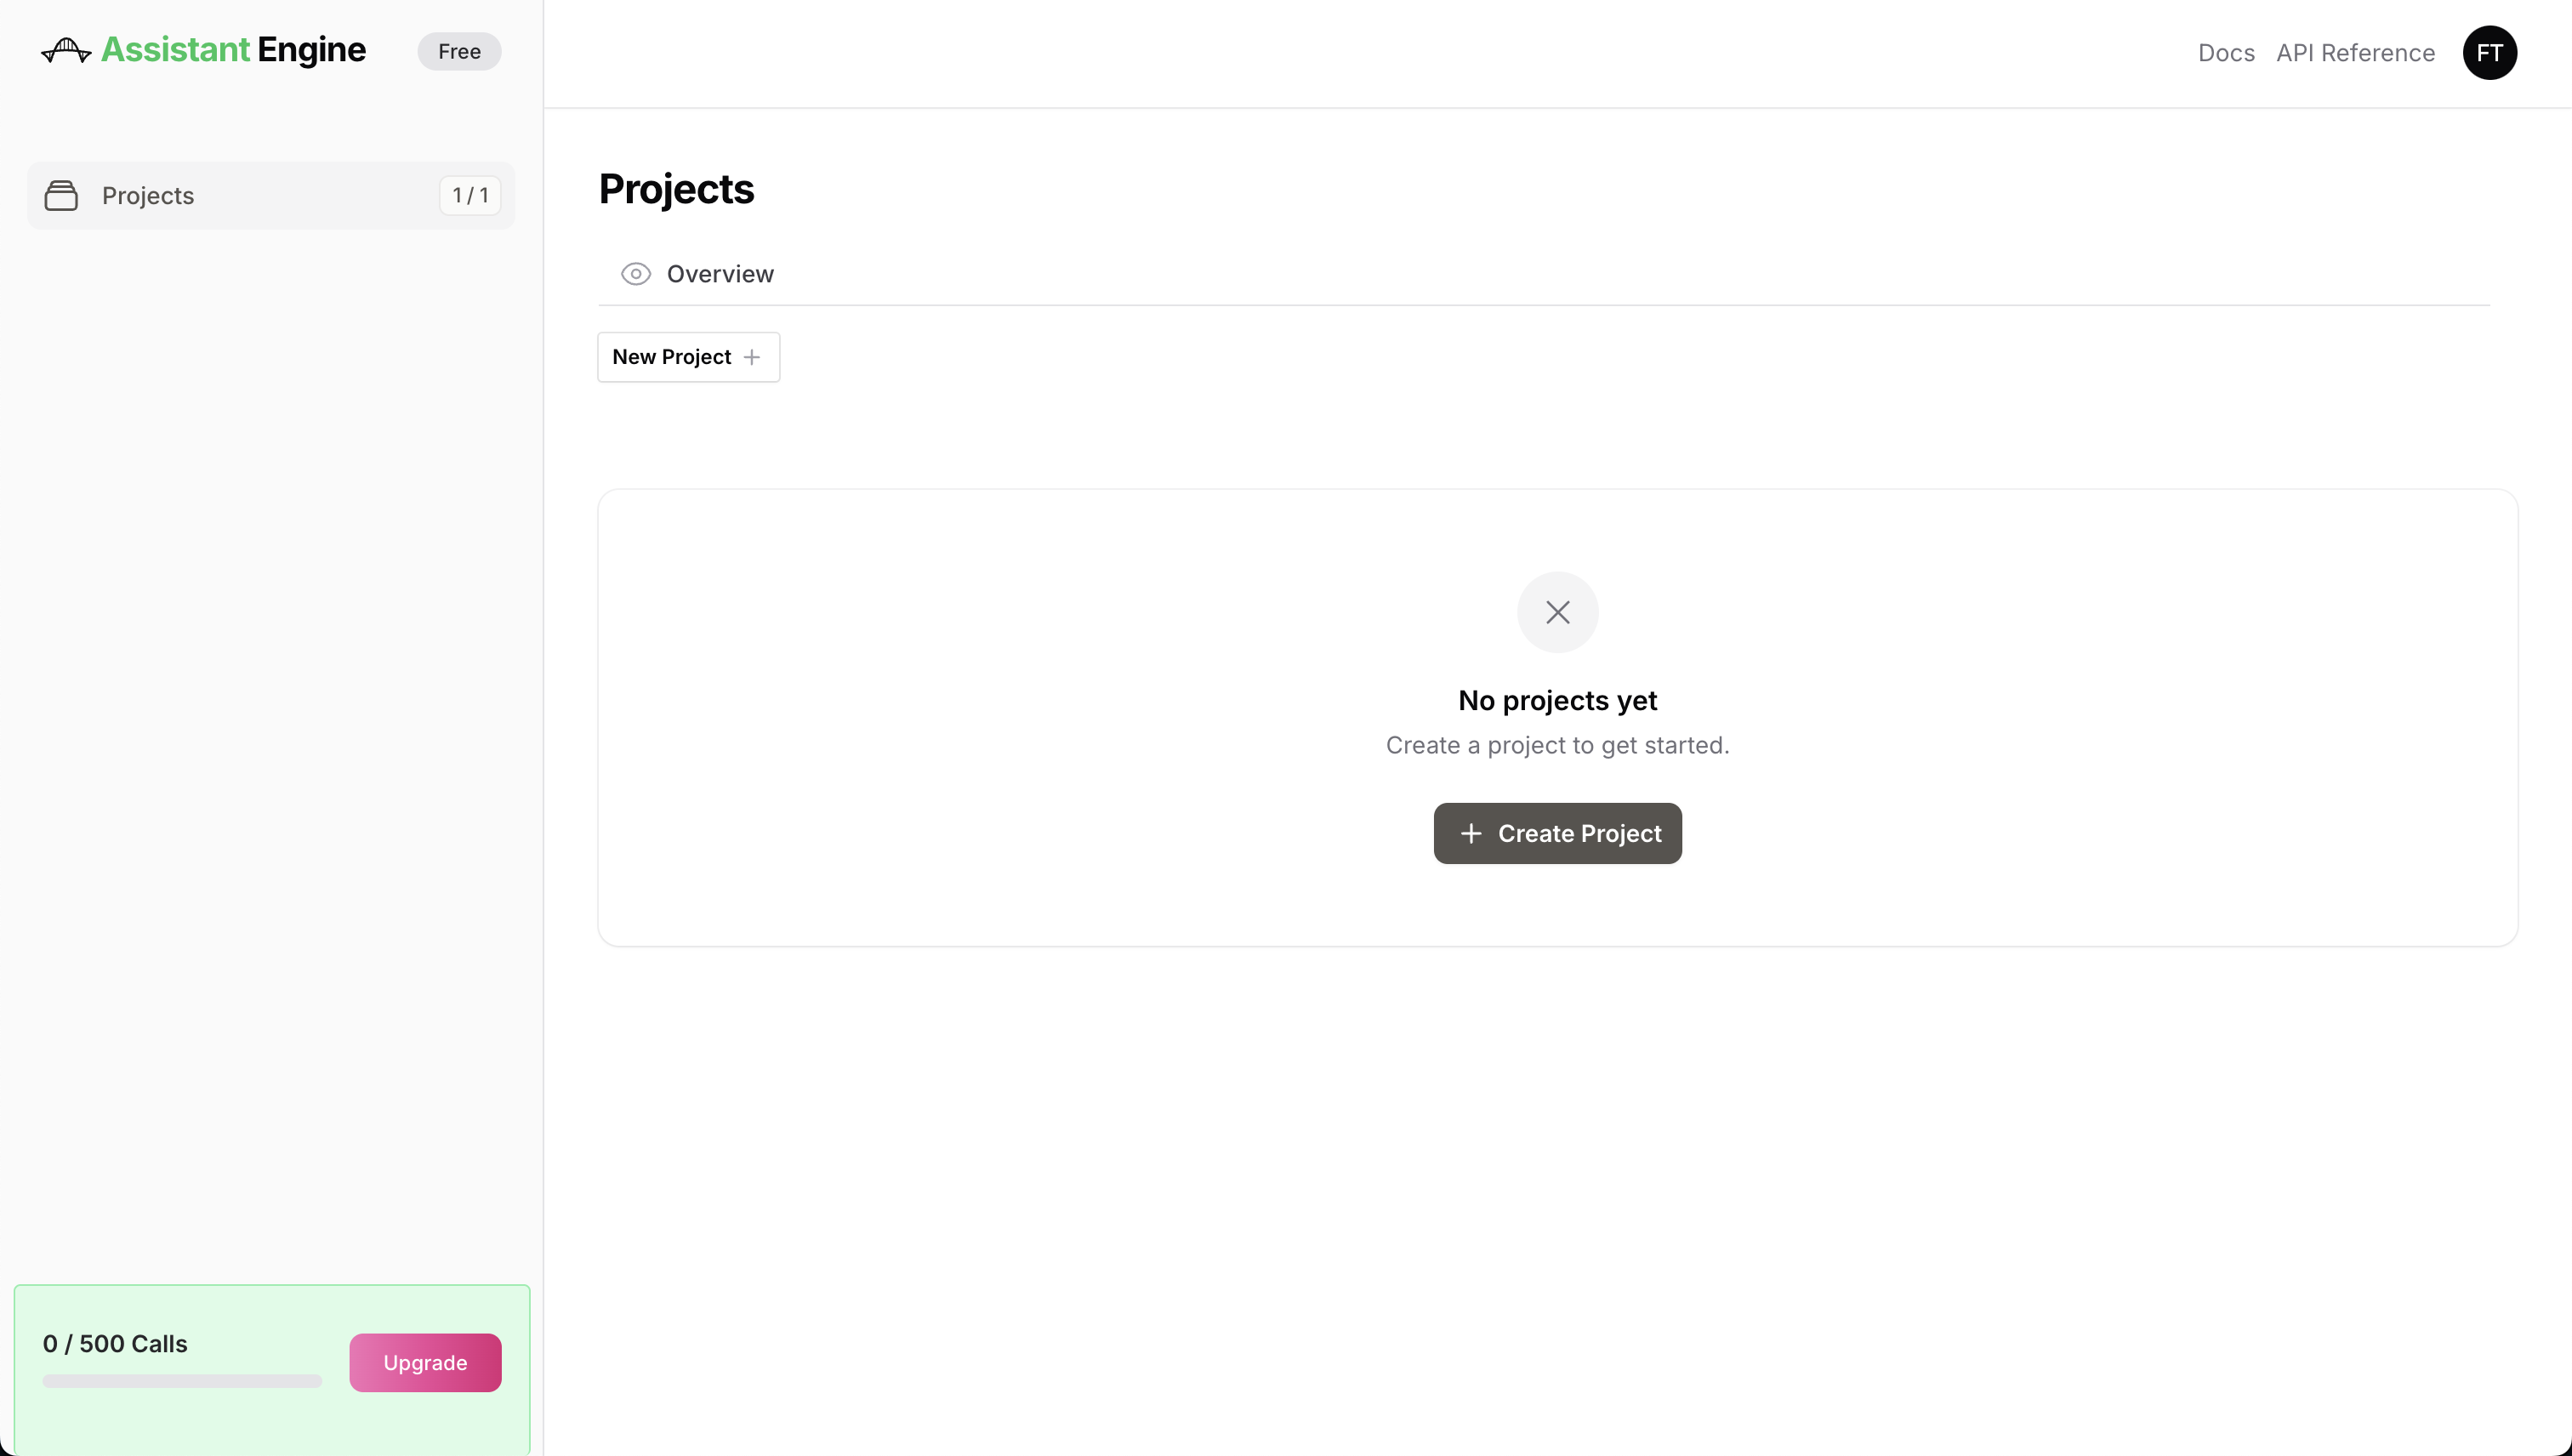 Assistant Engine
Free
Docs
API Reference
FT
Projects
1 / 1
Projects
Overview
New Project
No projects yet
Create a project to get started.
Create Project
0 / 500 Calls
Upgrade